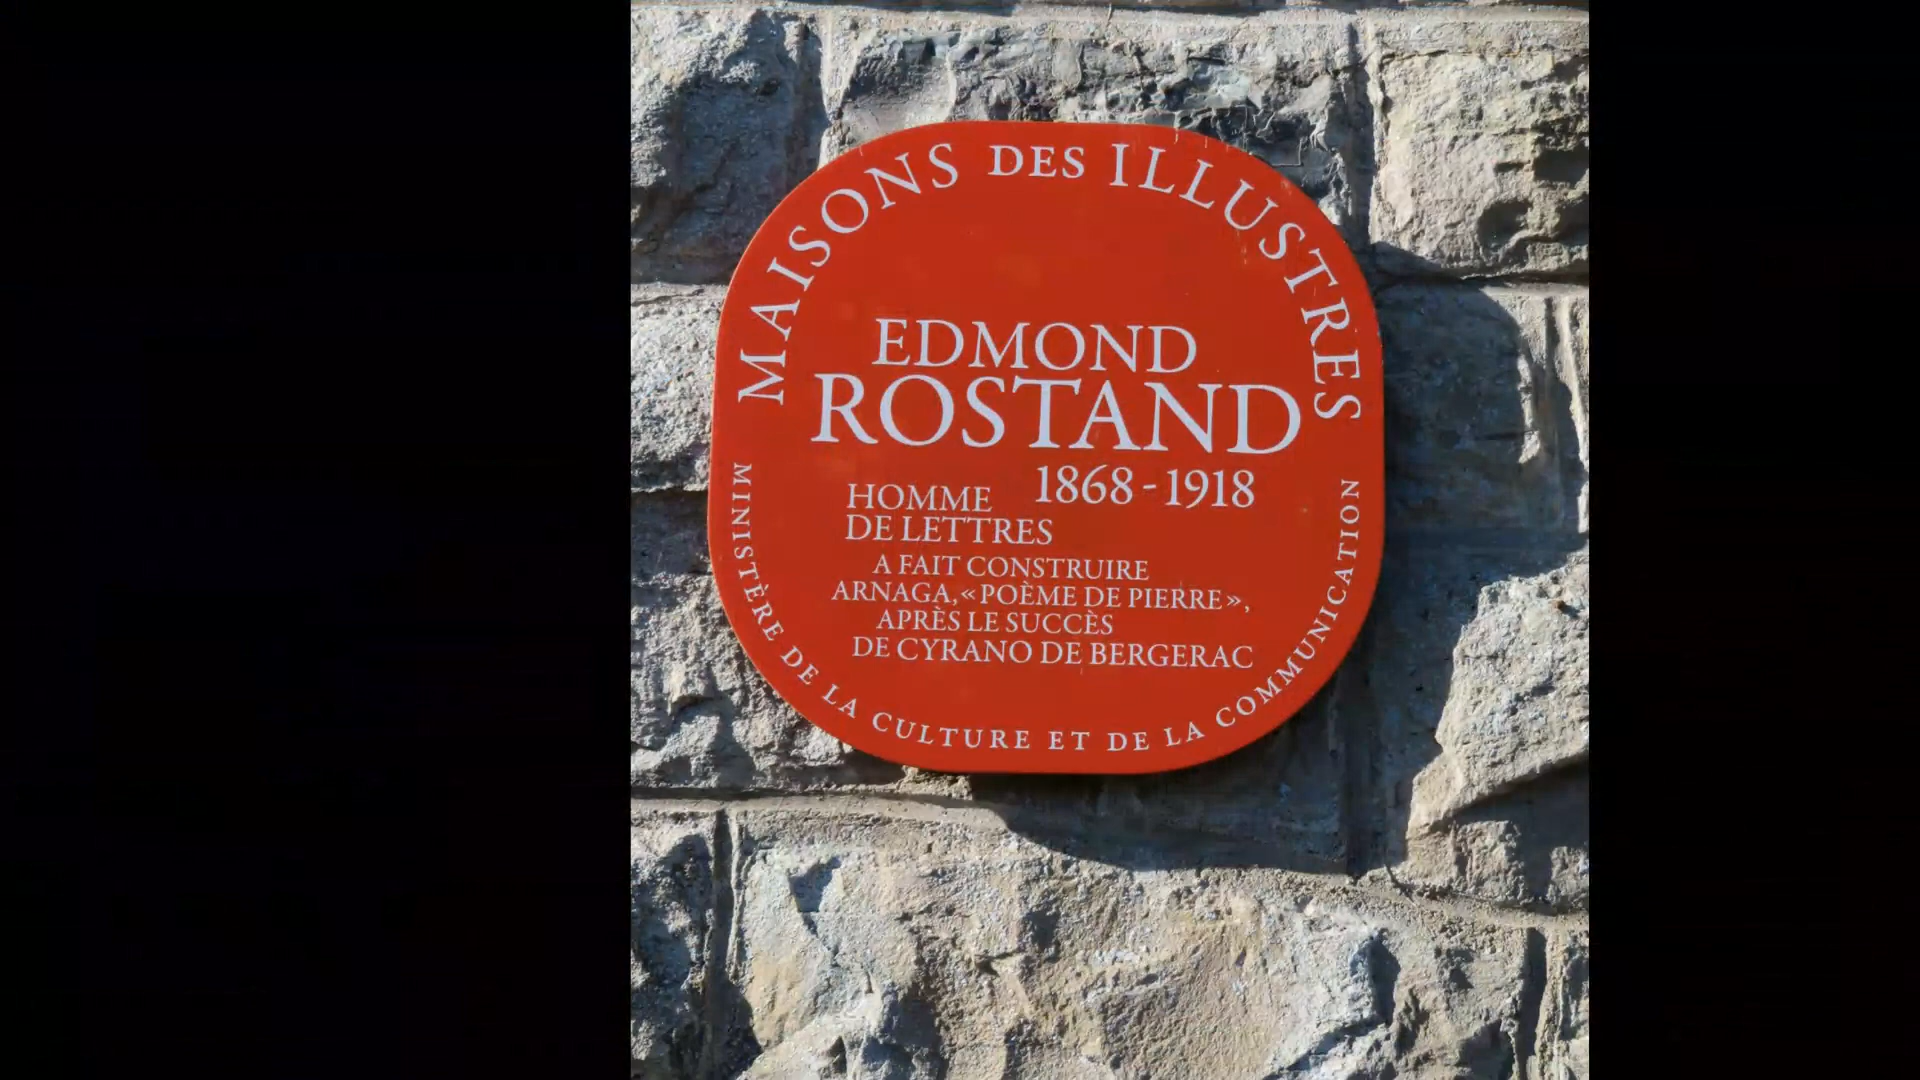 MAISONS DES ILLUSTRES
EDMOND
ROSTAND
1868-1918
HOMME
DE LETTRES
A FAIT CONSTRUIRE
ARNAGA, «POÈME DE PIERRE»,
APRÈS LE SUCCÈS
DE CYRANO DE BERGERAC
MINISTÈRE DE LA CULTURE ET DE LA COMMUNICATION